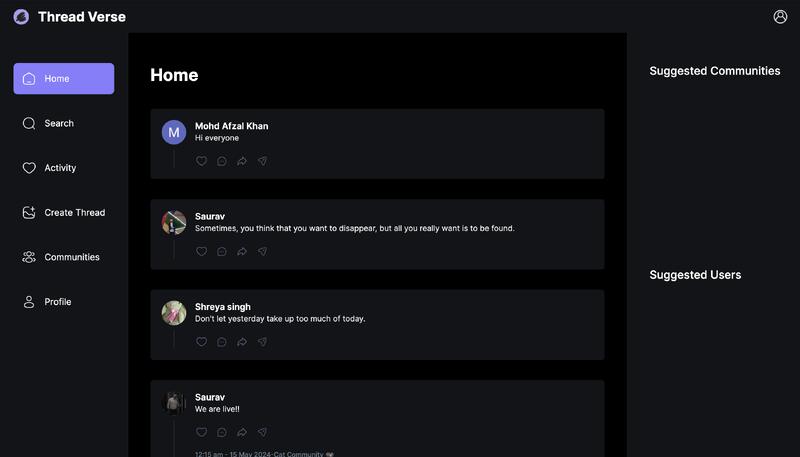 Thread Verse
Home
Search
Activity
Create Thread
Communities
Profile
Home
M
Mohd Afzal Khan
Hi everyone
Saurav
Sometimes, you think that you want to disappear, but all you really want is to be found.
Shreya singh
Don't let yesterday take up too much of today.
Saurav
We are live!!
12:15 am - 15 May 2024-Cat Community
Suggested Communities
Suggested Users